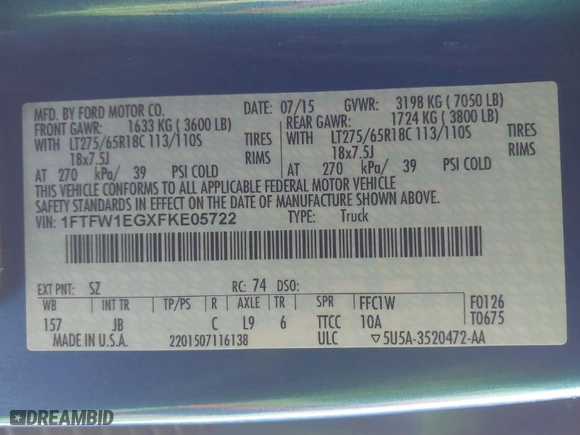 MFD. BY FORD MOTOR CO. DATE: 07/15 GVWR: 3198 KG ( 7050 LB)
FRONT GAWR: 1633 KG ( 3600 LB) REAR GAWR: 1724 KG ( 3800 LB)
WITH LT275/65R18C 113/110S TIRES WITH LT275/65R18C 113/110S TIRES
18x7.5J RIMS 18x7.5J RIMS
AT 270 kPa/ 39 PSI COLD AT 270 kPa/ 39 PSI COLD
THIS VEHICLE CONFORMS TO ALL APPLICABLE FEDERAL MOTOR VEHICLE
SAFETY STANDARDS IN EFFECT ON THE DATE OF MANUFACTURE SHOWN ABOVE.
VIN: 1FTFW1EGXFKE05722 TYPE: Truck
EXT PNT: SZ RC: 74 DSO:
WB INT TR TP/PS R AXLE TR SPR FFC1W F0126
157 JB C L9 6 TTCC 10A T0675
MADE IN U.S.A. 2201507116138 ULC ▽5U5A-3520472-AA
DREAMBID